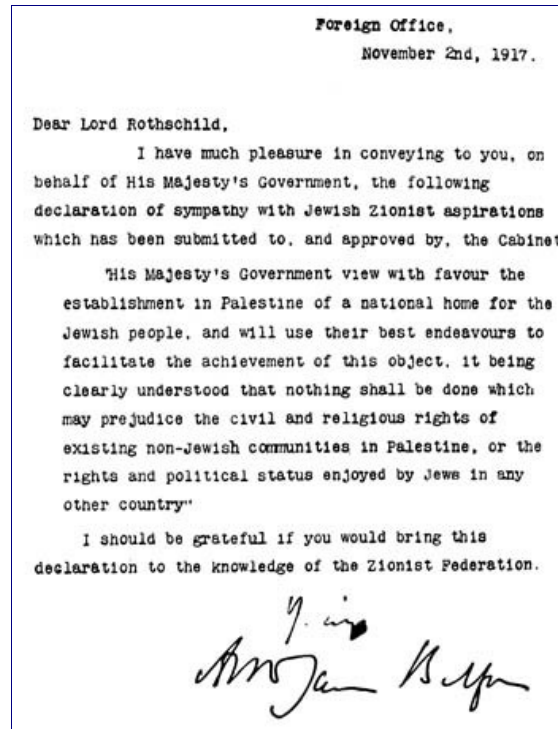 Foreign Office,
November 2nd, 1917.
Dear Lord Rothschild,
I have much pleasure in conveying to you, on
behalf of His Majesty's Government, the following
declaration of sympathy with Jewish Zionist aspirations
which has been submitted to, and approved by, the Cabinet
"His Majesty's Government view with favour the
establishment in Palestine of a national home for the
Jewish people, and will use their best endeavours to
facilitate the achievement of this object, it being
clearly understood that nothing shall be done which
may prejudice the civil and religious rights of
existing non-Jewish communities in Palestine, or the
rights and political status enjoyed by Jews in any
other country"
I should be grateful if you would bring this
declaration to the knowledge of the Zionist Federation.
Arthur James Balfour